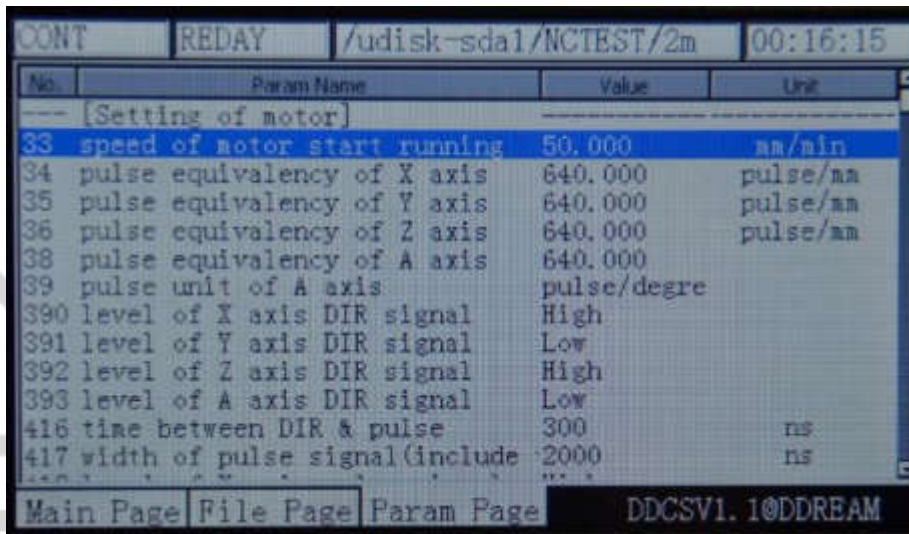 CONT REDAY /udisk-sda1/NCTEST/2m 00:16:15
No. Param Name Value Unit
--- [Setting of motor] ----------------------
33 speed of motor start running 50.000 mm/min
34 pulse equivalency of X axis 640.000 pulse/mm
35 pulse equivalency of Y axis 640.000 pulse/mm
36 pulse equivalency of Z axis 640.000 pulse/mm
38 pulse equivalency of A axis 640.000
39 pulse unit of A axis pulse/degre
390 level of X axis DIR signal High
391 level of Y axis DIR signal Low
392 level of Z axis DIR signal High
393 level of A axis DIR signal Low
416 time between DIR & pulse 300 ns
417 width of pulse signal(include 2000 ns
Main Page File Page Param Page DDCSV1.1@DDREAM